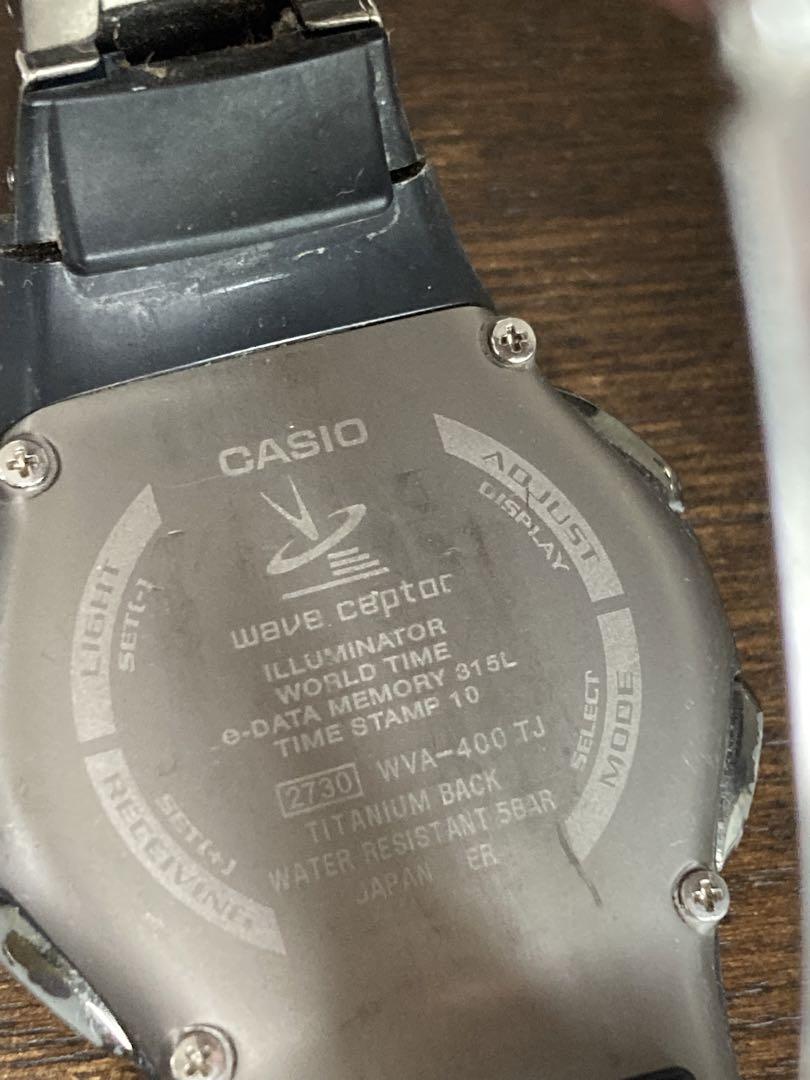 CASIO
wave ceptor
ILLUMINATOR
WORLD TIME
e-DATA MEMORY 315L
TIME STAMP 10
2730 WVA-400 TJ
TITANIUM BACK
WATER RESISTANT 5BAR
JAPAN ER
LIGHT
SET(-)
RECEIVING
SET(+)
ADJUST
DISPLAY
MODE
SELECT